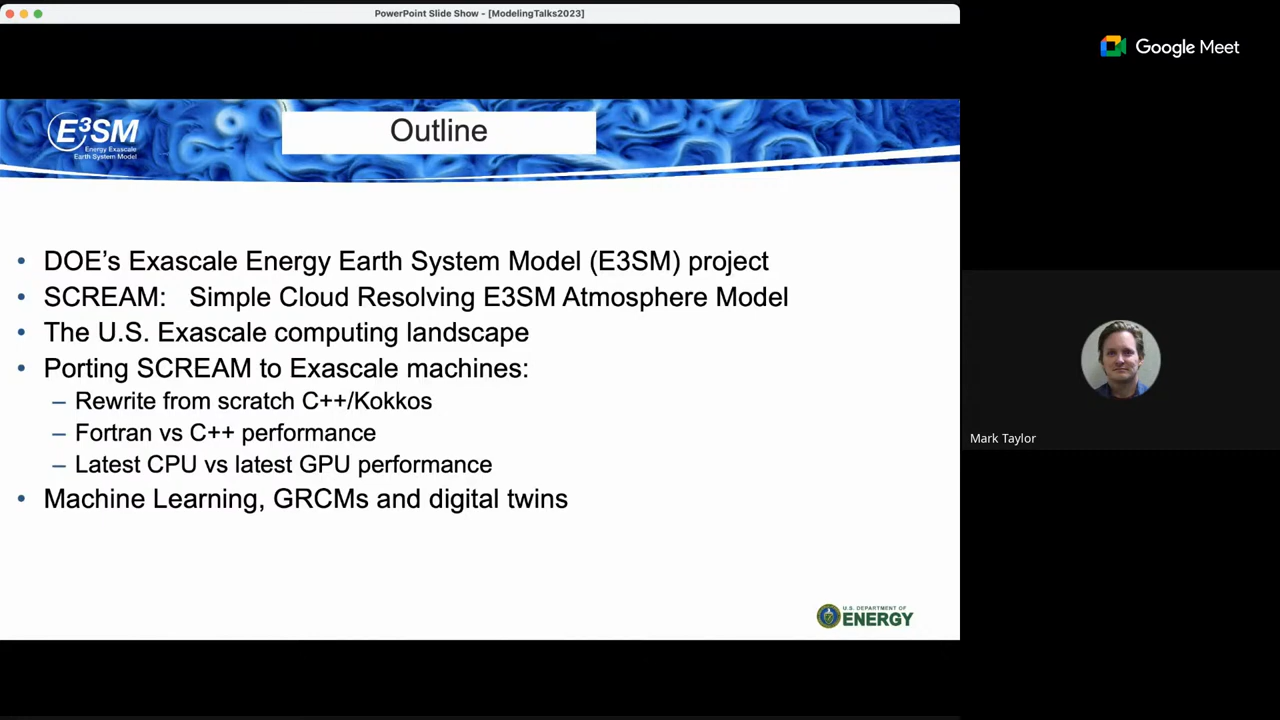 PowerPoint Slide Show - [ModelingTalks2023]
Google Meet
E3SM
Energy Exascale
Earth System Model
Outline
• DOE’s Exascale Energy Earth System Model (E3SM) project
• SCREAM: Simple Cloud Resolving E3SM Atmosphere Model
• The U.S. Exascale computing landscape
• Porting SCREAM to Exascale machines:
– Rewrite from scratch C++/Kokkos
– Fortran vs C++ performance
– Latest CPU vs latest GPU performance
• Machine Learning, GRCMs and digital twins
Mark Taylor
U.S. DEPARTMENT OF
ENERGY